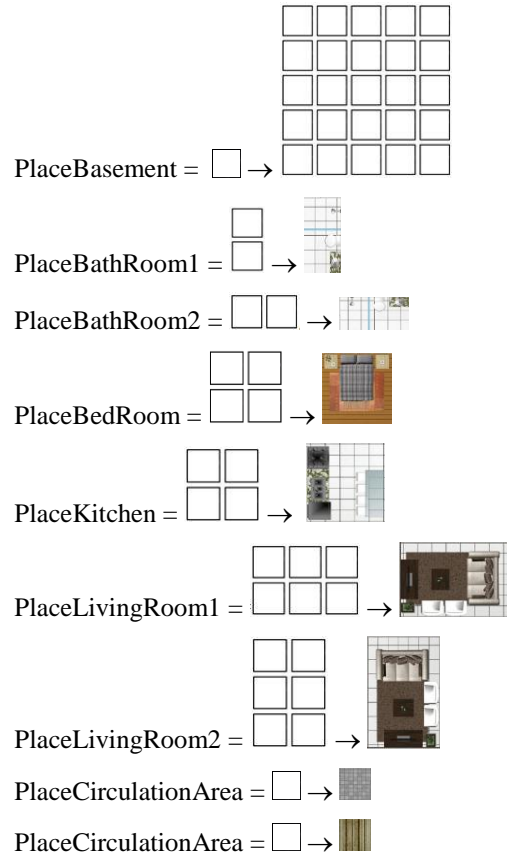 PlaceBasement = →
PlaceBathRoom1 = →
PlaceBathRoom2 = →
PlaceBedRoom = →
PlaceKitchen = →
PlaceLivingRoom1 = →
PlaceLivingRoom2 = →
PlaceCirculationArea = →
PlaceCirculationArea = →